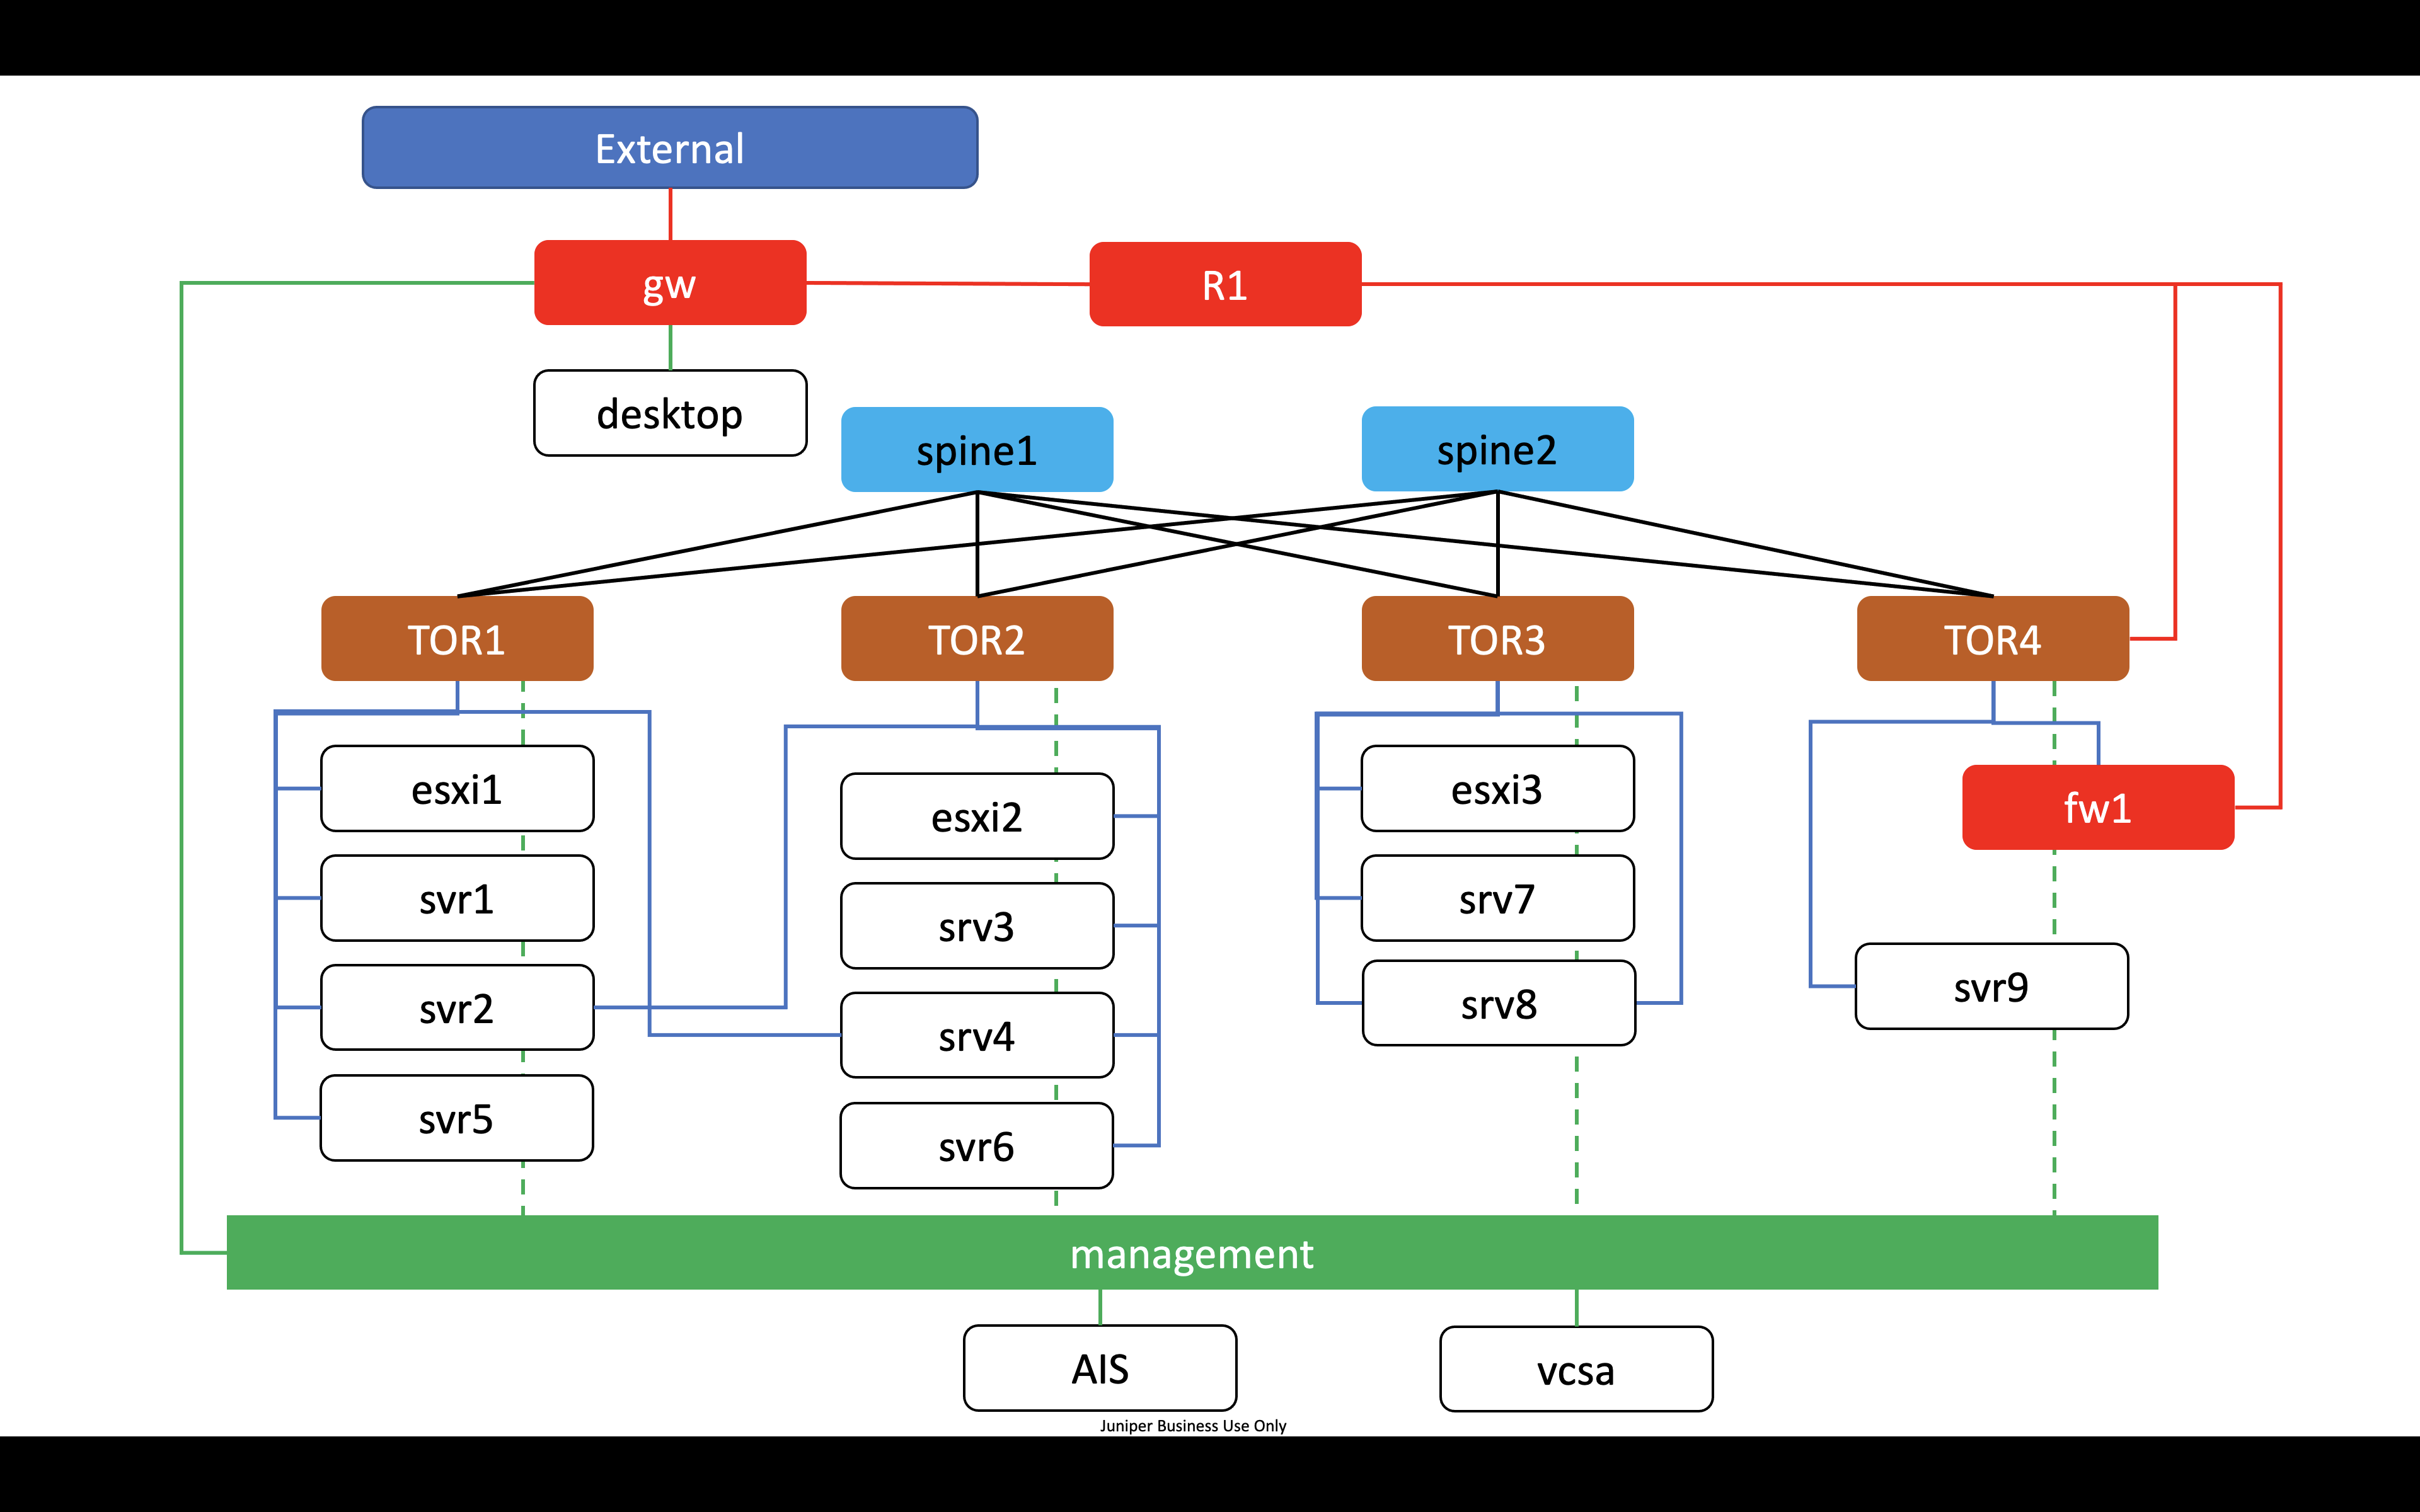 External
gw
R1
desktop
spine1
spine2
TOR1
TOR2
TOR3
TOR4
esxi1
svr1
svr2
svr5
esxi2
srv3
srv4
svr6
esxi3
srv7
srv8
fw1
svr9
management
AIS
vcsa
Juniper Business Use Only